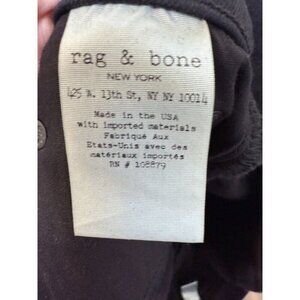 rag & bone
NEW YORK
425 W. 13th St, NY NY 10014
Made in the USA
with imported materials
Fabriqué Aux
Etats-Unis avec des
matériaux importés
RN # 108879